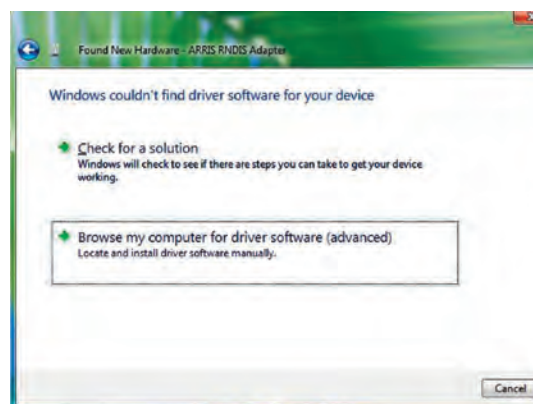 Found New Hardware - ARRIS RNDIS Adapter
Windows couldn't find driver software for your device
Check for a solution
Windows will check to see if there are steps you can take to get your device
working.
Browse my computer for driver software (advanced)
Locate and install driver software manually.
Cancel